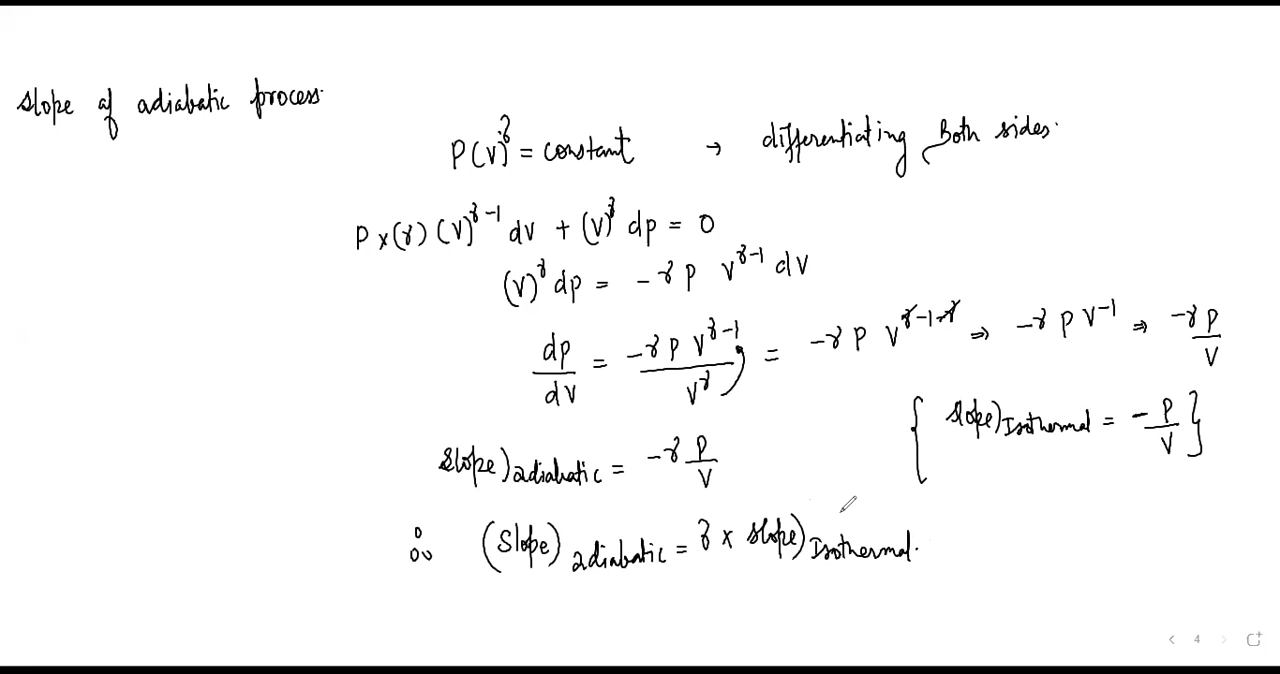 Slope of adiabatic process.
P(V)^γ = constant → differentiating Both sides.
P×(γ)(V)^γ-1 dv + (V)^γ dp = 0
(V)^γ dp = -γ P V^γ-1 dV
dp/dV = -γ P V^γ-1 / V^γ = -γ P V^γ-1-γ ⇒ -γ P V^-1 ⇒ -γP/V
{ slope)Isothermal = -P/V }
Slope)adiabatic = -γ P/V
∴ (Slope) adiabatic = γ × slope)Isothermal.
< 4 >